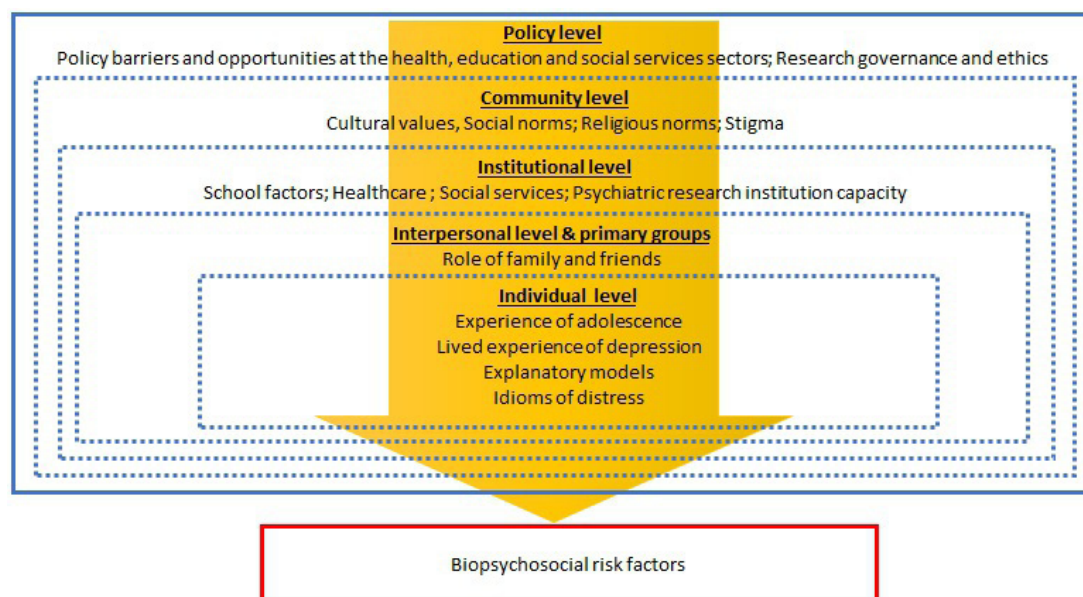 Policy level
Policy barriers and opportunities at the health, education and social services sectors; Research governance and ethics
Community level
Cultural values, Social norms; Religious norms; Stigma
Institutional level
School factors; Healthcare ; Social services; Psychiatric research institution capacity
Interpersonal level & primary groups
Role of family and friends
Individual level
Experience of adolescence
Lived experience of depression
Explanatory models
Idioms of distress
Biopsychosocial risk factors